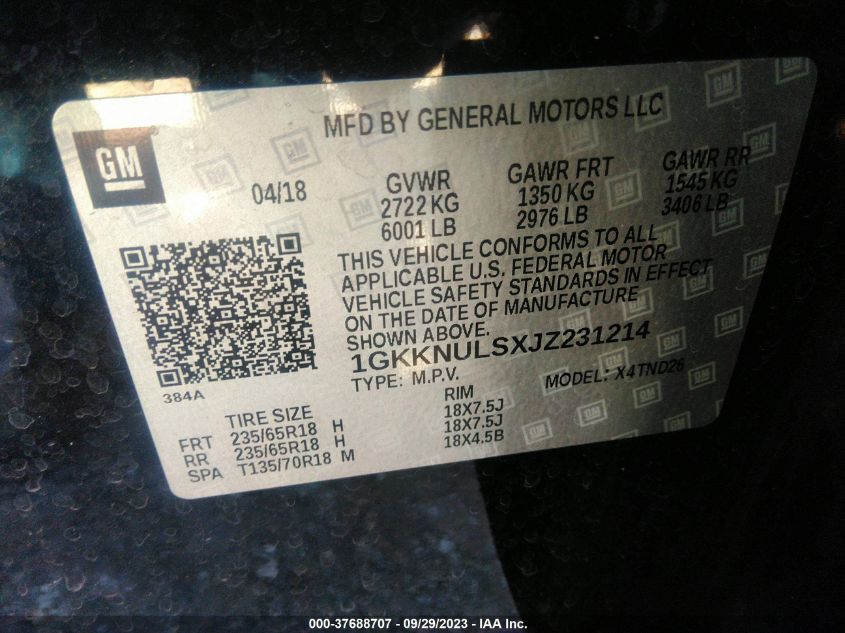 MFD BY GENERAL MOTORS LLC
GM
04/18
GVWR GAWR FRT GAWR RR
2722 KG 1350 KG 1545 KG
6001 LB 2976 LB 3406 LB
THIS VEHICLE CONFORMS TO ALL
APPLICABLE U.S. FEDERAL MOTOR
VEHICLE SAFETY STANDARDS IN EFFECT
ON THE DATE OF MANUFACTURE
SHOWN ABOVE.
1GKKNULSXJZ231214
TYPE: M.P.V. MODEL: X4TND26
384A
TIRE SIZE RIM
FRT 235/65R18 H 18X7.5J
RR 235/65R18 H 18X7.5J
SPA T135/70R18 M 18X4.5B
000-37688707 / 09/29/2023 - IAA Inc.